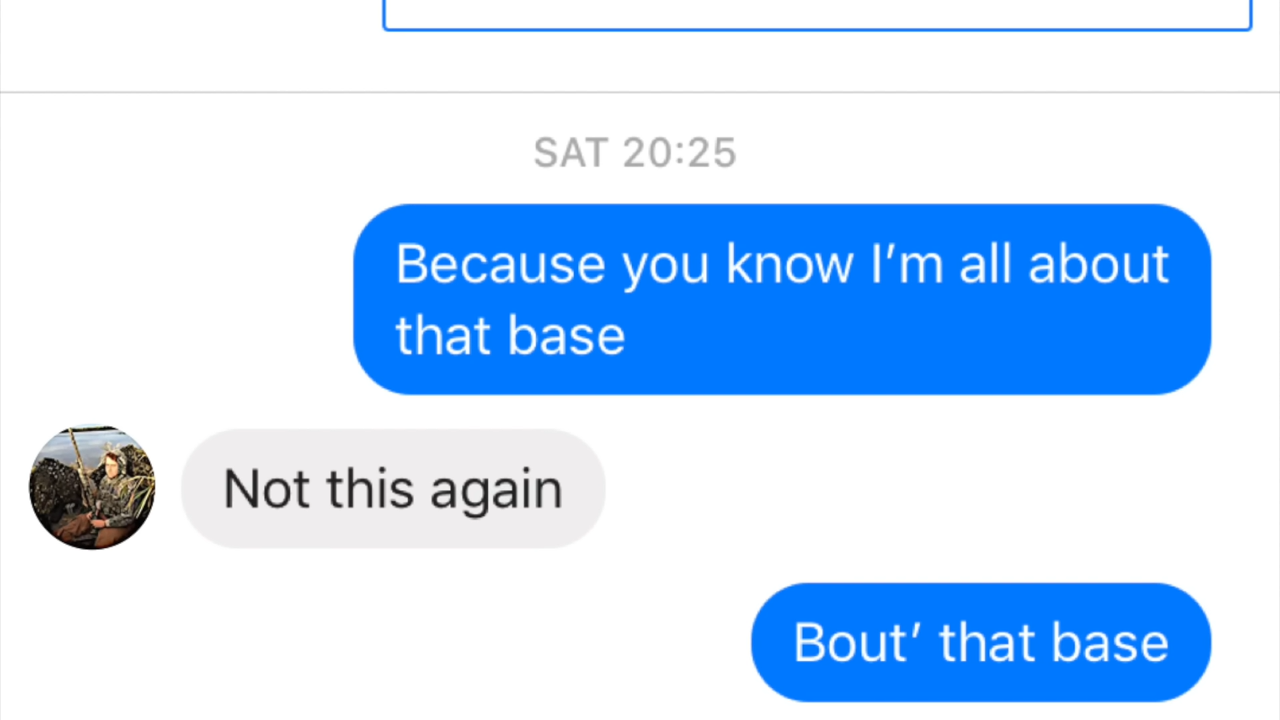 SAT 20:25
Because you know I’m all about
that base
Not this again
Bout’ that base